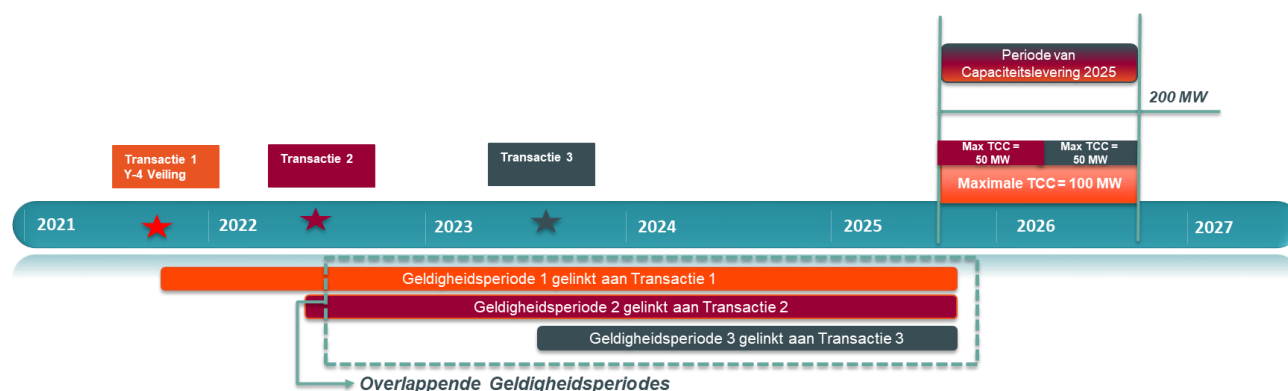 Periode van
Capaciteitslevering 2025
200 MW
Transactie 1
Y-4 Veiling
Transactie 2
Transactie 3
Max TCC =
50 MW
Max TCC =
50 MW
Maximale TCC = 100 MW
2021
2022
2023
2024
2025
2026
2027
Geldigheidsperiode 1 gelinkt aan Transactie 1
Geldigheidsperiode 2 gelinkt aan Transactie 2
Geldigheidsperiode 3 gelinkt aan Transactie 3
Overlappende Geldigheidsperiodes